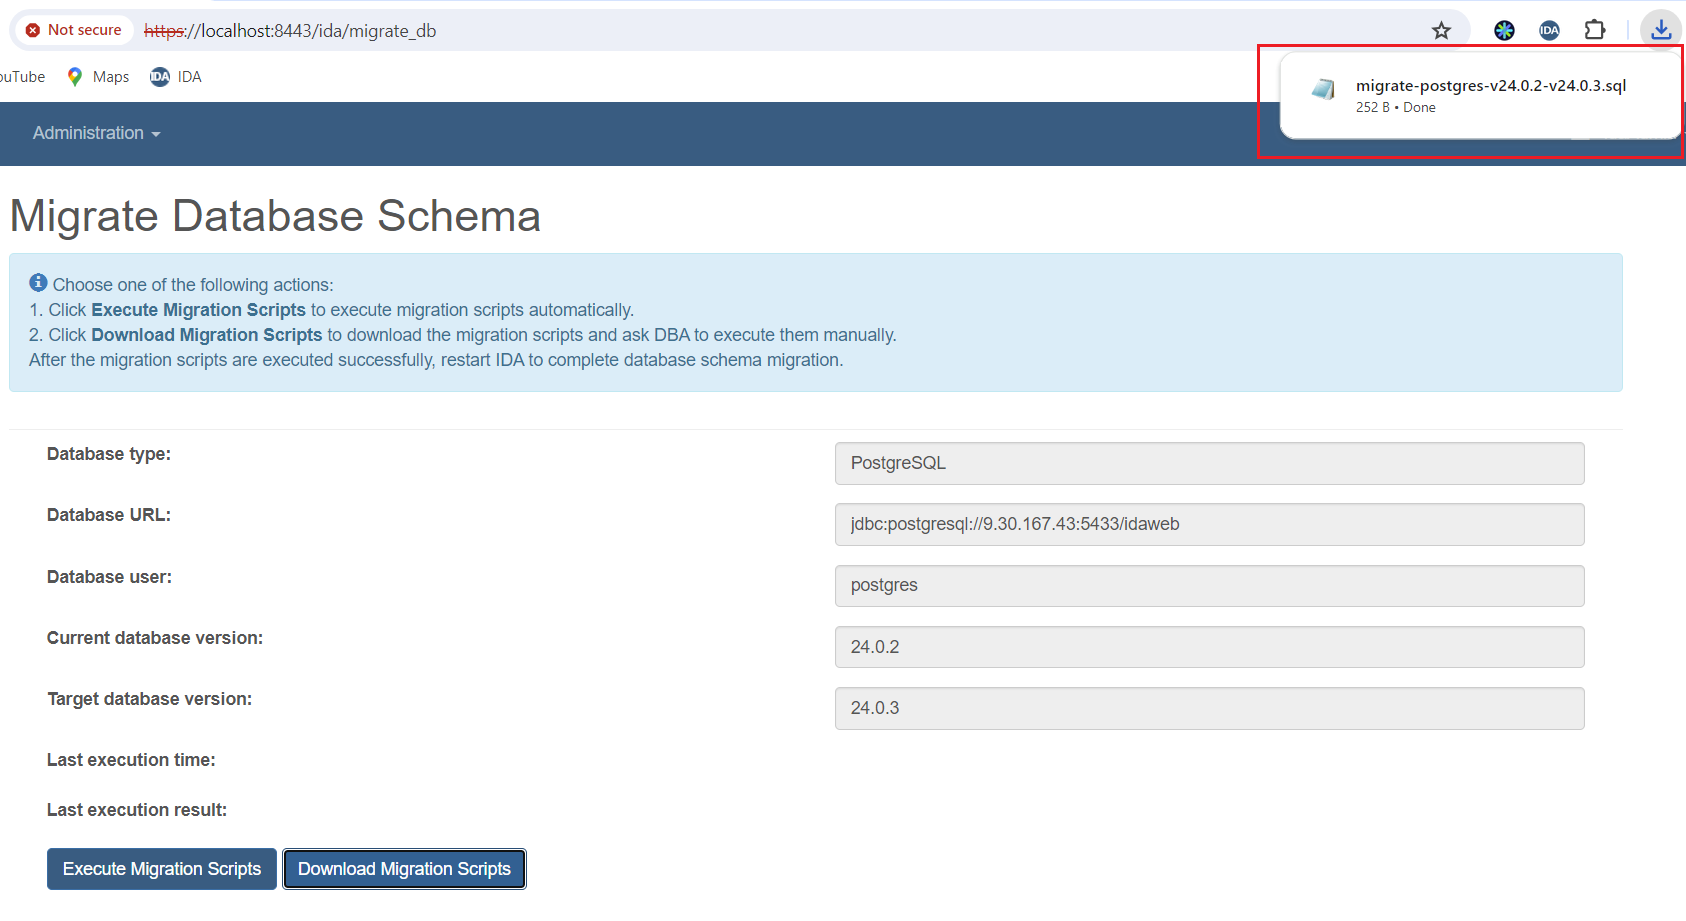 Not secure https://localhost:8443/ida/migrate_db IDA
ouTube Maps IDA IDA
migrate-postgres-v24.0.2-v24.0.3.sql
252 B • Done
Administration
Migrate Database Schema
Choose one of the following actions:
1. Click Execute Migration Scripts to execute migration scripts automatically.
2. Click Download Migration Scripts to download the migration scripts and ask DBA to execute them manually.
After the migration scripts are executed successfully, restart IDA to complete database schema migration.
Database type: PostgreSQL
Database URL: jdbc:postgresql://9.30.167.43:5433/idaweb
Database user: postgres
Current database version: 24.0.2
Target database version: 24.0.3
Last execution time:
Last execution result:
Execute Migration Scripts Download Migration Scripts